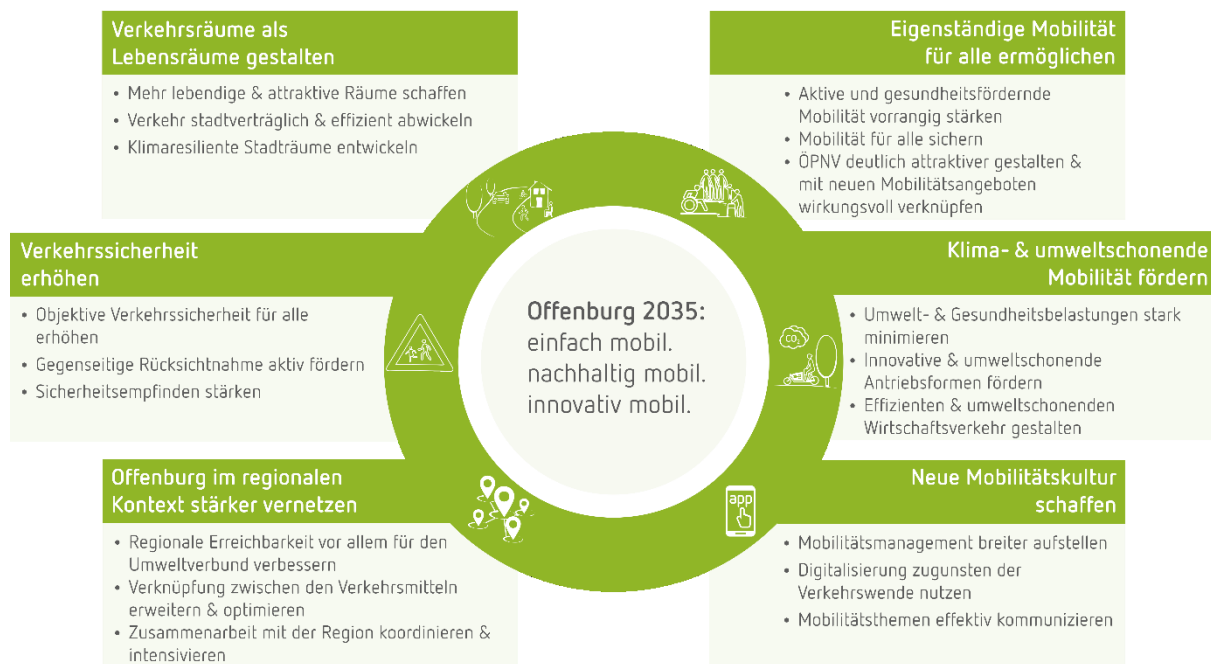 Verkehrsräume als
Lebensräume gestalten
• Mehr lebendige & attraktive Räume schaffen
• Verkehr stadtverträglich & effizient abwickeln
• Klimaresiliente Stadträume entwickeln
Eigenständige Mobilität
für alle ermöglichen
• Aktive und gesundheitsfördernde
Mobilität vorrangig stärken
• Mobilität für alle sichern
• ÖPNV deutlich attraktiver gestalten &
mit neuen Mobilitätsangeboten
wirkungsvoll verknüpfen
Verkehrssicherheit
erhöhen
• Objektive Verkehrssicherheit für alle
erhöhen
• Gegenseitige Rücksichtnahme aktiv fördern
• Sicherheitsempfinden stärken
Offenburg 2035:
einfach mobil.
nachhaltig mobil.
innovativ mobil.
CO₂
Klima- & umweltschonende
Mobilität fördern
• Umwelt- & Gesundheitsbelastungen stark
minimieren
• Innovative & umweltschonende
Antriebsformen fördern
• Effizienten & umweltschonenden
Wirtschaftsverkehr gestalten
Offenburg im regionalen
Kontext stärker vernetzen
• Regionale Erreichbarkeit vor allem für den
Umweltverbund verbessern
• Verknüpfung zwischen den Verkehrsmitteln
erweitern & optimieren
• Zusammenarbeit mit der Region koordinieren &
intensivieren
app
Neue Mobilitätskultur
schaffen
• Mobilitätsmanagement breiter aufstellen
• Digitalisierung zugunsten der
Verkehrswende nutzen
• Mobilitätsthemen effektiv kommunizieren